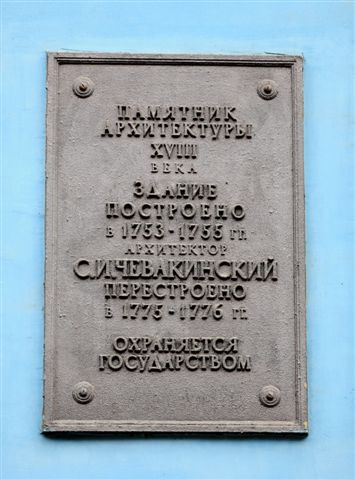 ПАМЯТНИК
АРХИТЕКТУРЫ
XVIII
ВЕКА
ЗДАНИЕ
ПОСТРОЕНО
В 1753-1755 ГГ.
АРХИТЕКТОР
С.И.ЧЕВАКИНСКИЙ
ПЕРЕСТРОЕНО
В 1775-1776 ГГ.
ОХРАНЯЕТСЯ
ГОСУДАРСТВОМ